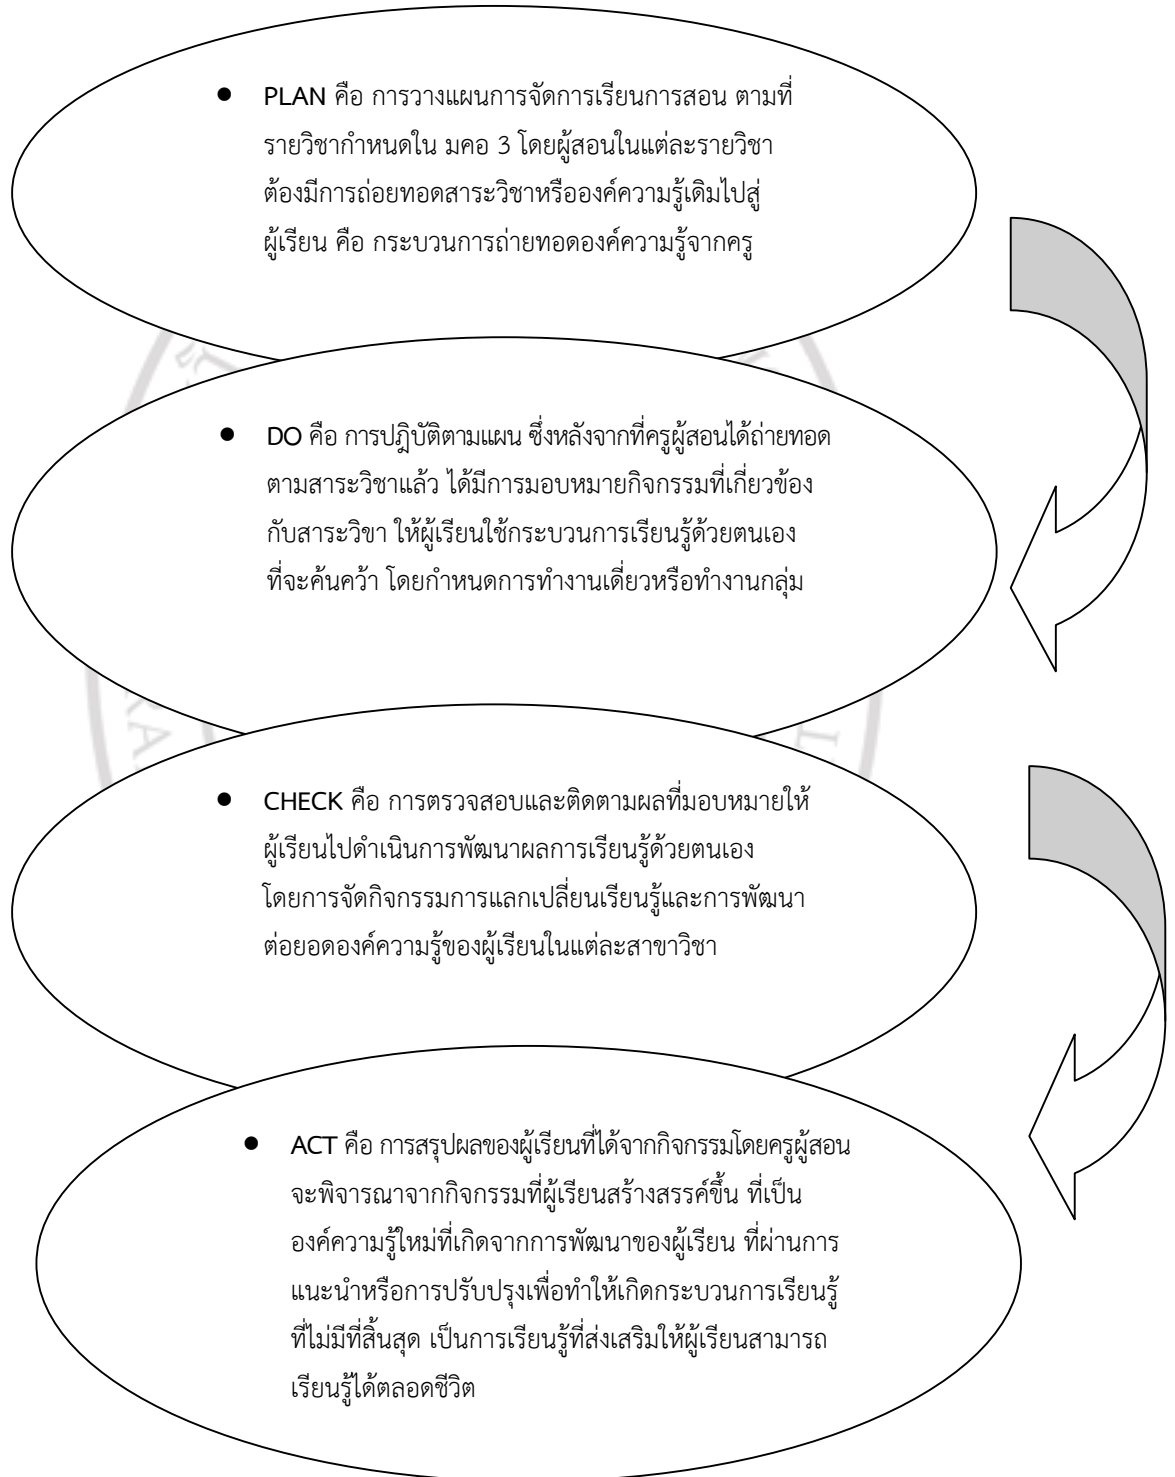 • PLAN คือ การวางแผนการจัดการเรียนการสอน ตามที่
รายวิชากำหนดใน มคอ 3 โดยผู้สอนในแต่ละรายวิชา
ต้องมีการถ่อยทอดสาระวิชาหรือองค์ความรู้เดิมไปสู่
ผู้เรียน คือ กระบวนการถ่ายทอดองค์ความรู้จากครู
• DO คือ การปฎิบัติตามแผน ซึ่งหลังจากที่ครูผู้สอนได้ถ่ายทอด
ตามสาระวิชาแล้ว ได้มีการมอบหมายกิจกรรมที่เกี่ยวข้อง
กับสาระวิขา ให้ผู้เรียนใช้กระบวนการเรียนรู้ด้วยตนเอง
ที่จะค้นคว้า โดยกำหนดการทำงานเดี่ยวหรือทำงานกลุ่ม
• CHECK คือ การตรวจสอบและติดตามผลที่มอบหมายให้
ผู้เรียนไปดำเนินการพัฒนาผลการเรียนรู้ด้วยตนเอง
โดยการจัดกิจกรรมการแลกเปลี่ยนเรียนรู้และการพัฒนา
ต่อยอดองค์ความรู้ของผู้เรียนในแต่ละสาขาวิชา
• ACT คือ การสรุปผลของผู้เรียนที่ได้จากกิจกรรมโดยครูผู้สอน
จะพิจารณาจากกิจกรรมที่ผู้เรียนสร้างสรรค์ขึ้น ที่เป็น
องค์ความรู้ใหม่ที่เกิดจากการพัฒนาของผู้เรียน ที่ผ่านการ
แนะนำหรือการปรับปรุงเพื่อทำให้เกิดกระบวนการเรียนรู้
ที่ไม่มีที่สิ้นสุด เป็นการเรียนรู้ที่ส่งเสริมให้ผู้เรียนสามารถ
เรียนรู้ได้ตลอดชีวิต